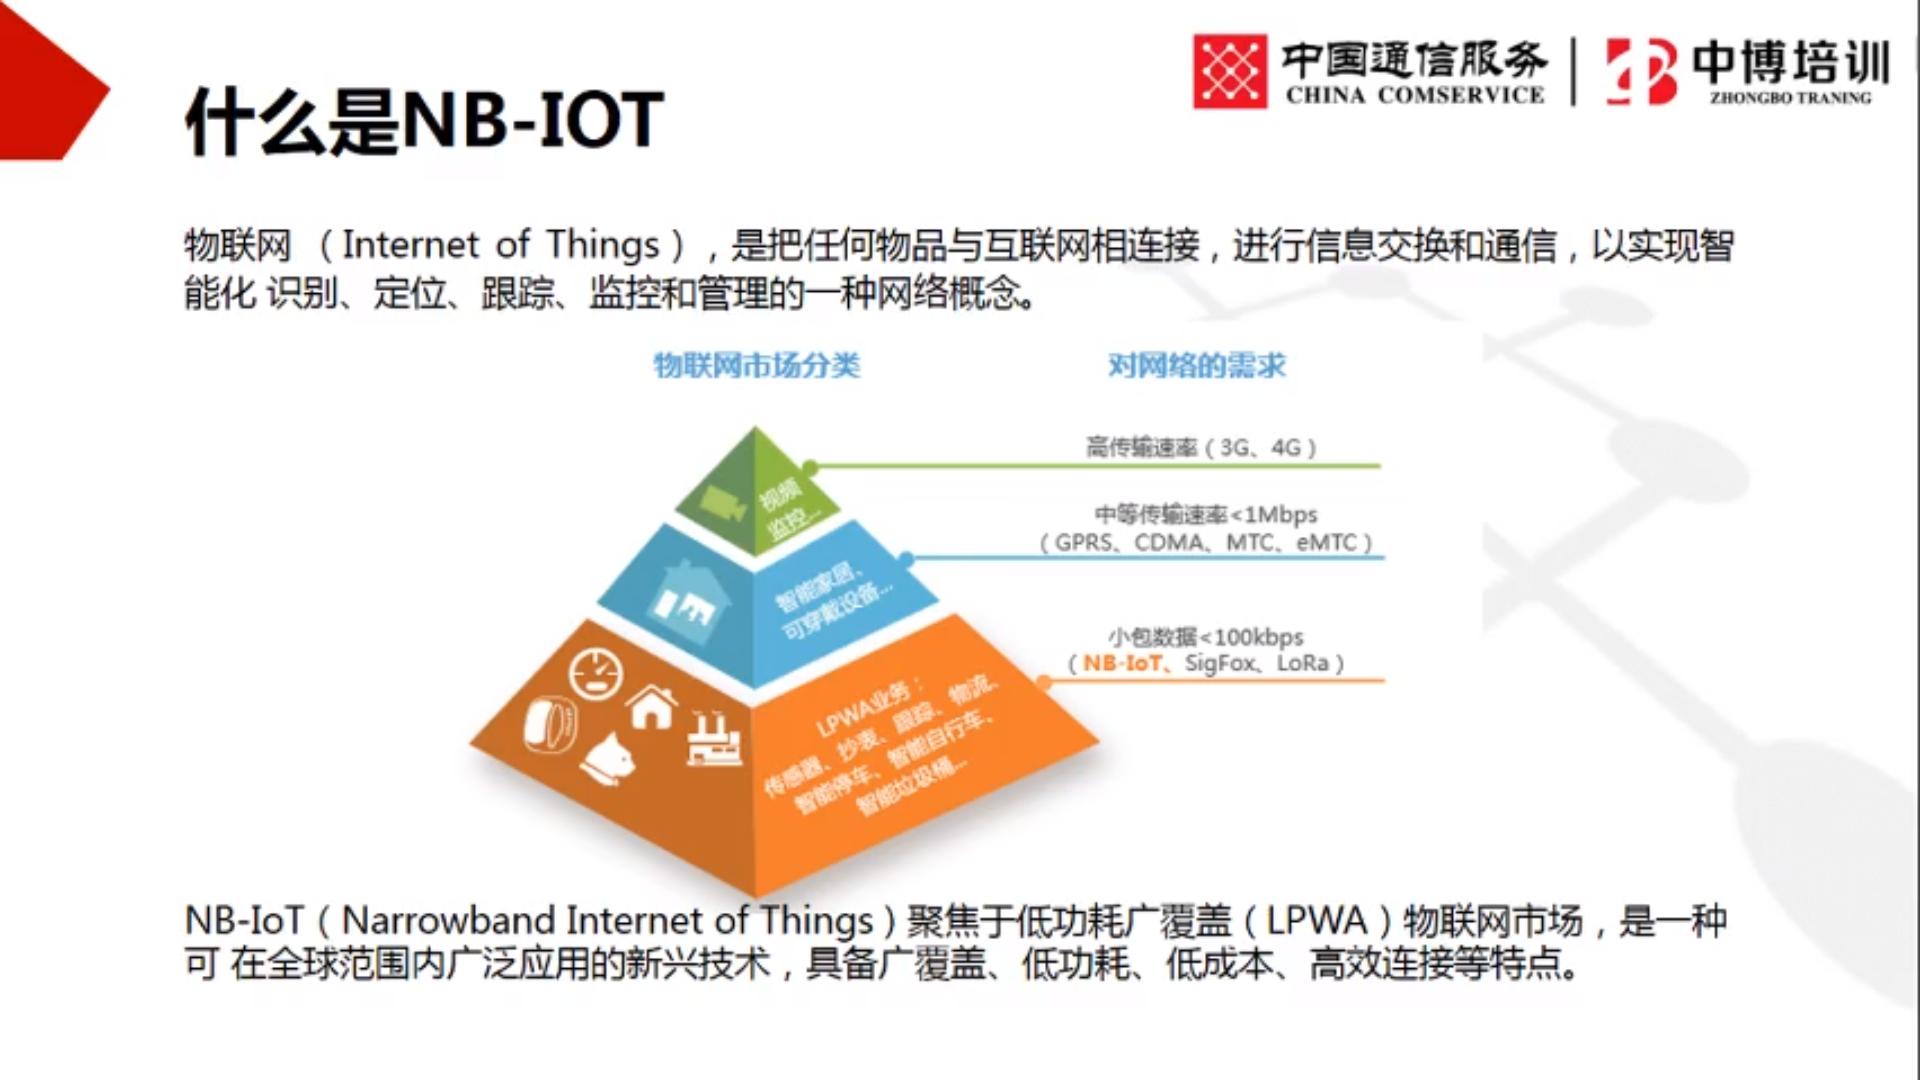 中国通信服务
CHINA COMSERVICE
中博培训
ZHONGBO TRANING
什么是NB-IOT
物联网 （Internet of Things），是把任何物品与互联网相连接，进行信息交换和通信，以实现智
能化 识别、定位、跟踪、监控和管理的一种网络概念。
物联网市场分类
对网络的需求
高传输速率（3G、4G）
视频
监控...
中等传输速率<1Mbps
（GPRS、CDMA、MTC、eMTC）
智能家居、
可穿戴设备...
小包数据<100kbps
（NB-IoT、SigFox、LoRa）
LPWA业务：
传感器、抄表、跟踪、物流、
智能停车、智能自行车、
智能垃圾桶...
NB-IoT（Narrowband Internet of Things）聚焦于低功耗广覆盖（LPWA）物联网市场，是一种
可 在全球范围内广泛应用的新兴技术，具备广覆盖、低功耗、低成本、高效连接等特点。